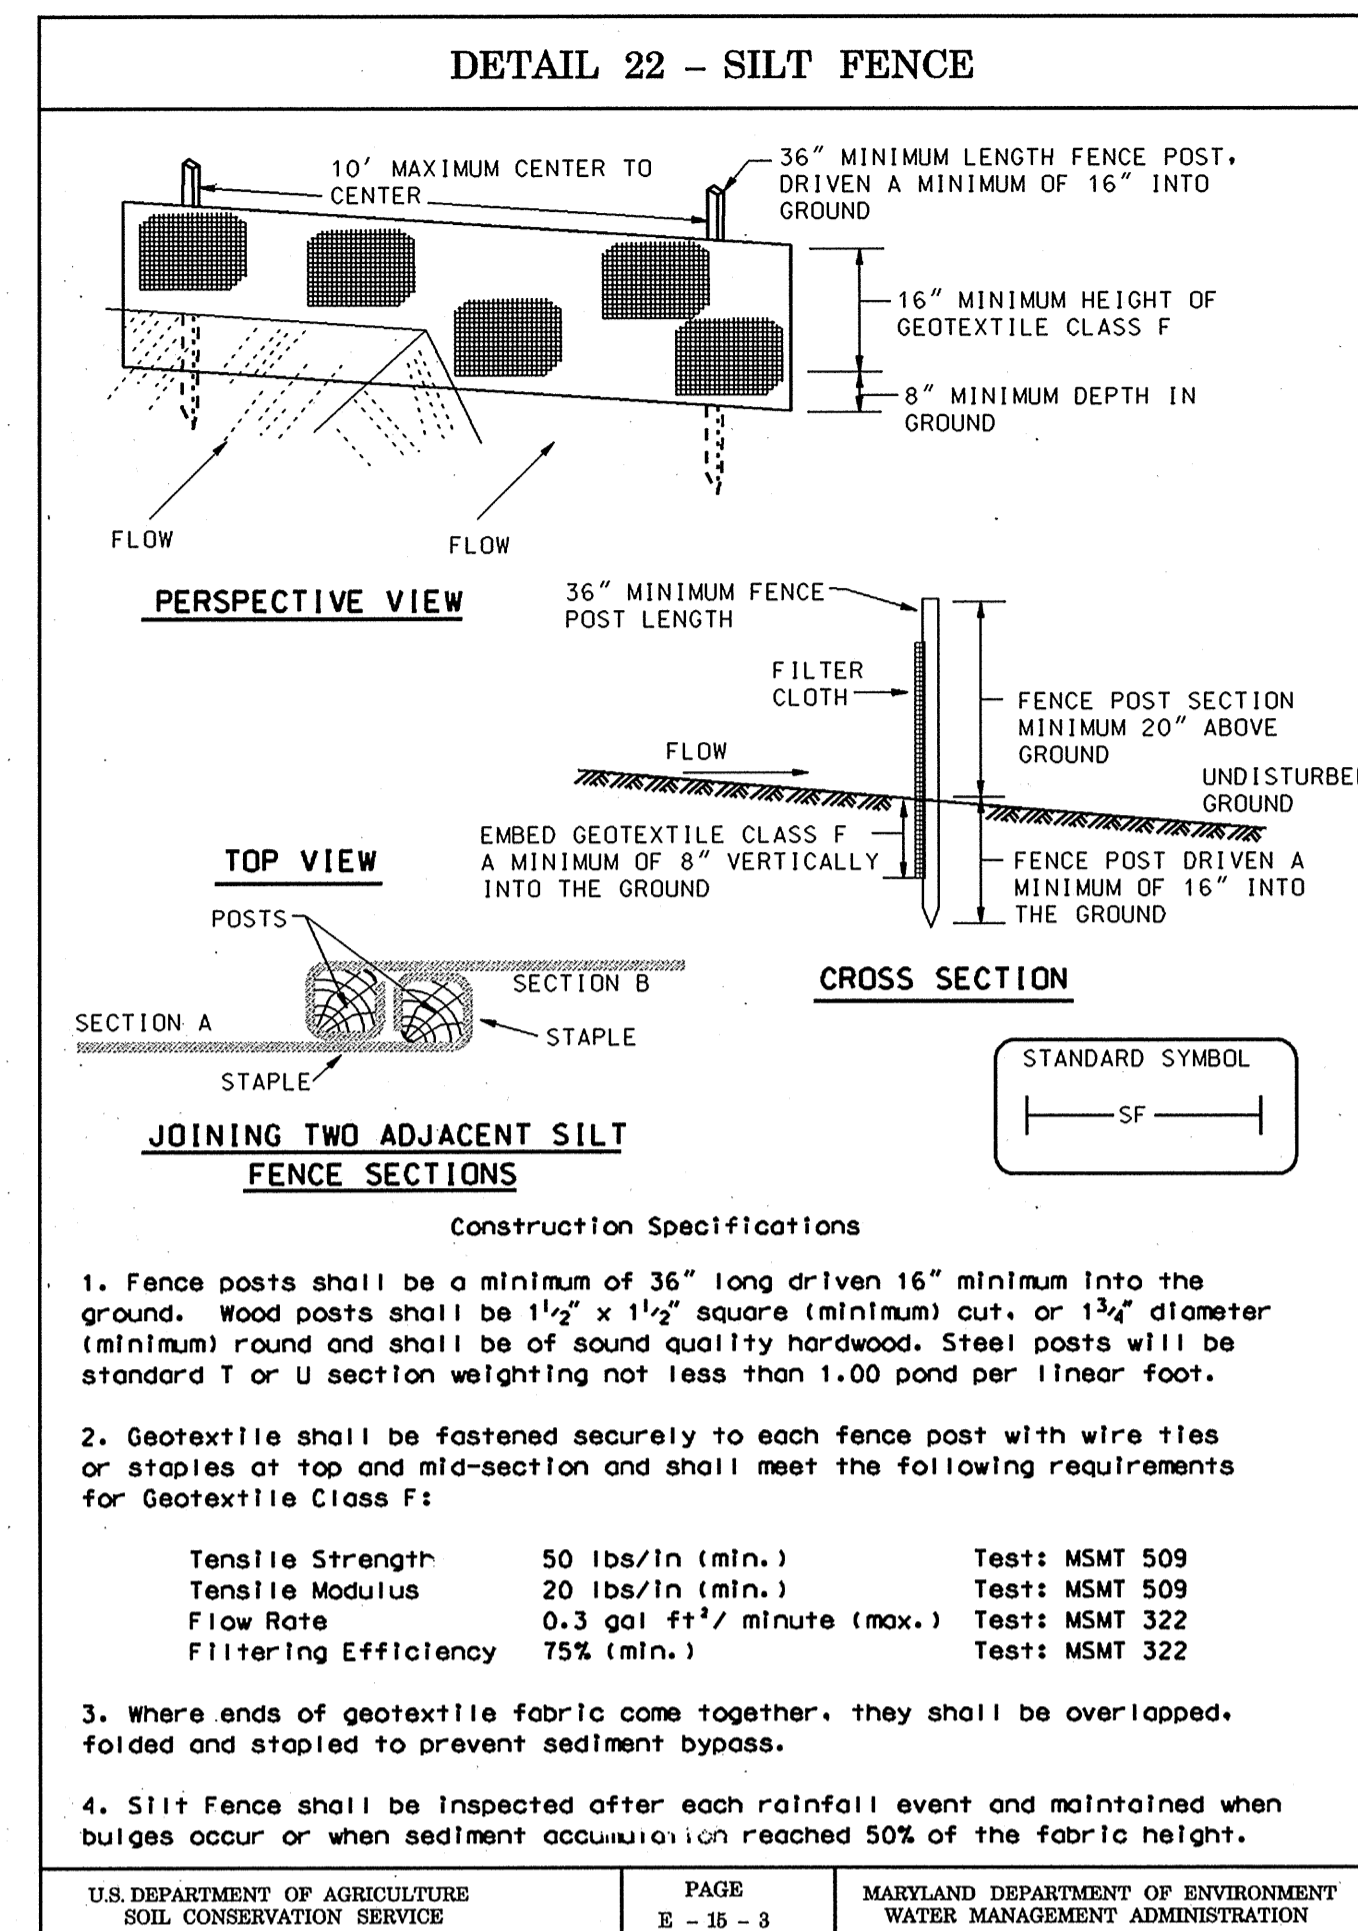 DETAIL 22 – SILT FENCE
10' MAXIMUM CENTER TO
CENTER
36" MINIMUM LENGTH FENCE POST,
DRIVEN A MINIMUM OF 16" INTO
GROUND
16" MINIMUM HEIGHT OF
GEOTEXTILE CLASS F
8" MINIMUM DEPTH IN
GROUND
FLOW
FLOW
PERSPECTIVE VIEW
36" MINIMUM FENCE
POST LENGTH
FILTER
CLOTH
FENCE POST SECTION
MINIMUM 20" ABOVE
GROUND
FLOW
UNDISTURBE
GROUND
EMBED GEOTEXTILE CLASS F
A MINIMUM OF 8" VERTICALLY
INTO THE GROUND
FENCE POST DRIVEN A
MINIMUM OF 16" INTO
THE GROUND
CROSS SECTION
TOP VIEW
POSTS
SECTION B
SECTION A
STAPLE
STAPLE
JOINING TWO ADJACENT SILT
FENCE SECTIONS
STANDARD SYMBOL
SF
Construction Specifications
1. Fence posts shall be a minimum of 36" long driven 16" minimum into the
ground. Wood posts shall be 1 1/2" x 1 1/2" square (minimum) cut, or 1 3/4" diameter
(minimum) round and shall be of sound quality hardwood. Steel posts will be
standard T or U section weighting not less than 1.00 pond per linear foot.
2. Geotextile shall be fastened securely to each fence post with wire ties
or staples at top and mid-section and shall meet the following requirements
for Geotextile Class F:
Tensile Strength 50 lbs/in (min.) Test: MSMT 509
Tensile Modulus 20 lbs/in (min.) Test: MSMT 509
Flow Rate 0.3 gal ft²/ minute (max.) Test: MSMT 322
Filtering Efficiency 75% (min.) Test: MSMT 322
3. Where ends of geotextile fabric come together, they shall be overlapped,
folded and stapled to prevent sediment bypass.
4. Silt Fence shall be inspected after each rainfall event and maintained when
bulges occur or when sediment accumulation reached 50% of the fabric height.
U.S. DEPARTMENT OF AGRICULTURE
SOIL CONSERVATION SERVICE
PAGE
E – 15 – 3
MARYLAND DEPARTMENT OF ENVIRONMENT
WATER MANAGEMENT ADMINISTRATION